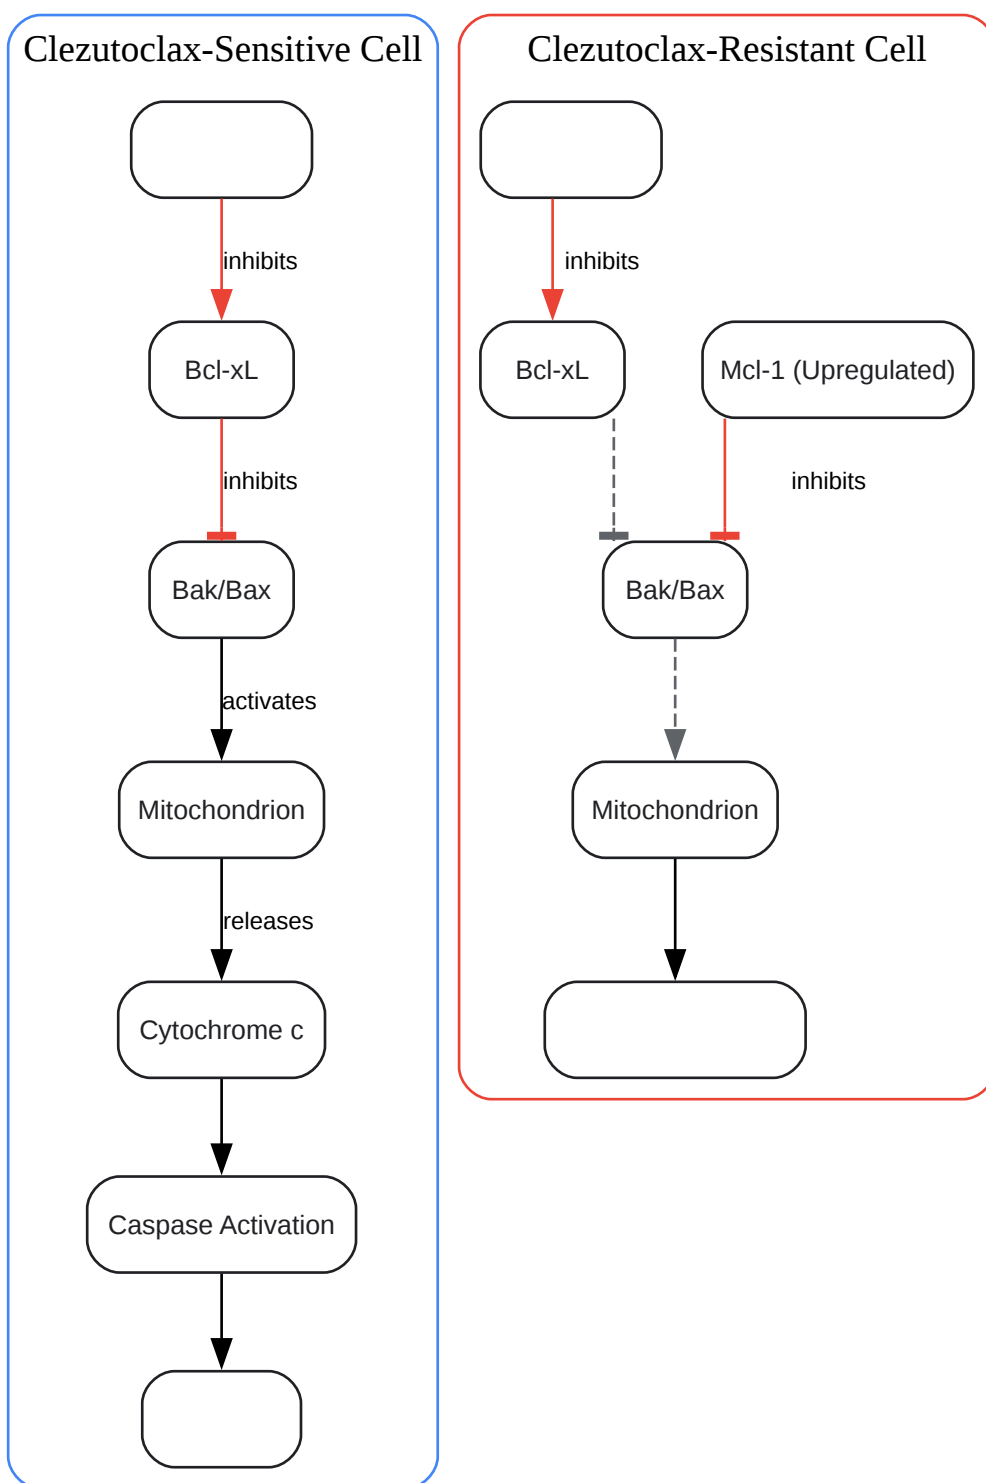 Clezutoclax-Sensitive Cell
inhibits
Bcl-xL
inhibits
Bak/Bax
activates
Mitochondrion
releases
Cytochrome c
Caspase Activation
Clezutoclax-Resistant Cell
inhibits
Bcl-xL
Mcl-1 (Upregulated)
inhibits
Bak/Bax
Mitochondrion